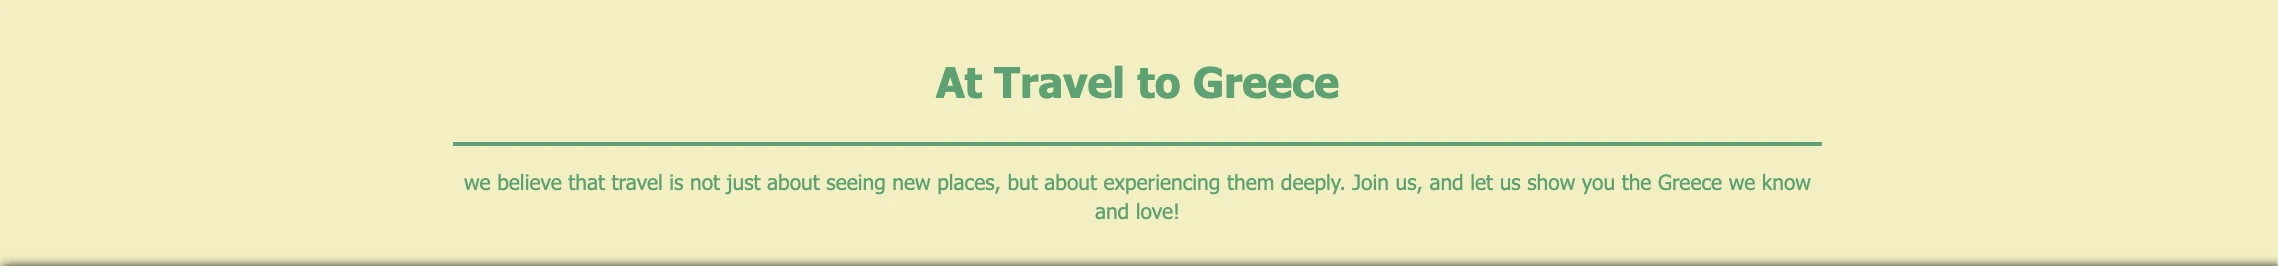 At Travel to Greece
we believe that travel is not just about seeing new places, but about experiencing them deeply. Join us, and let us show you the Greece we know
and love!